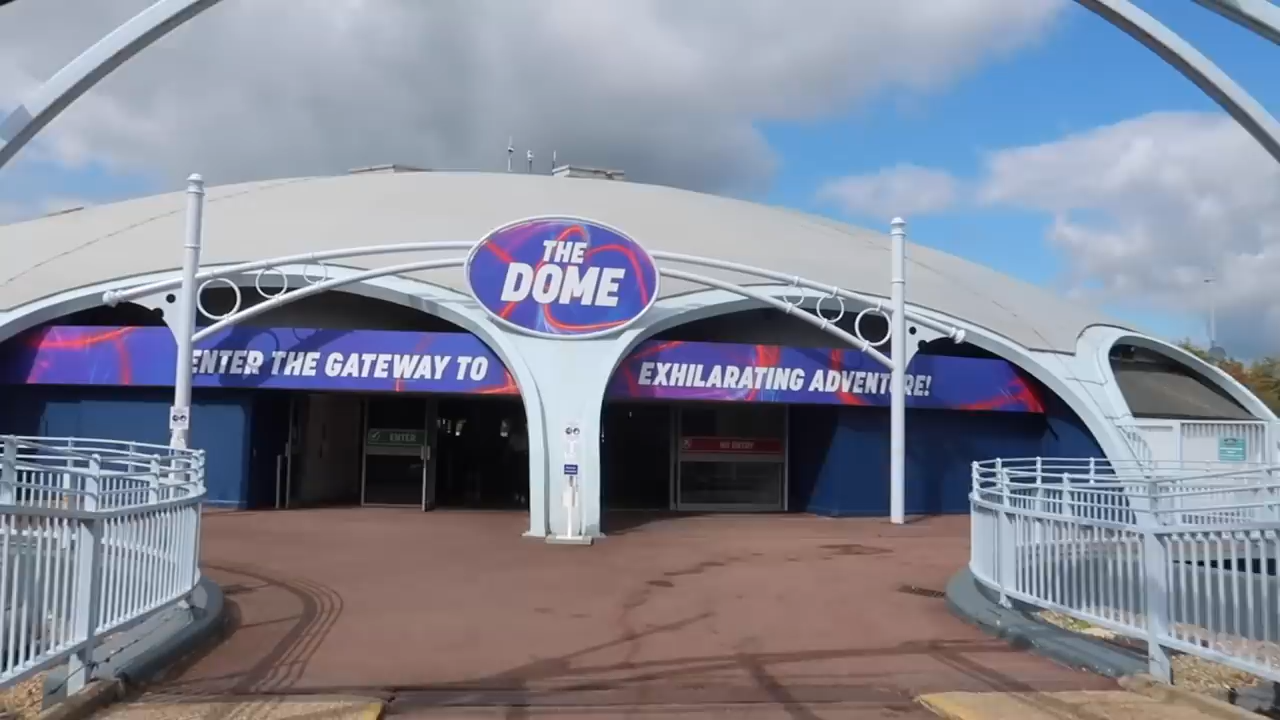 THE
DOME
ENTER THE GATEWAY TO
EXHILARATING ADVENTURE!
ENTER
NO ENTRY